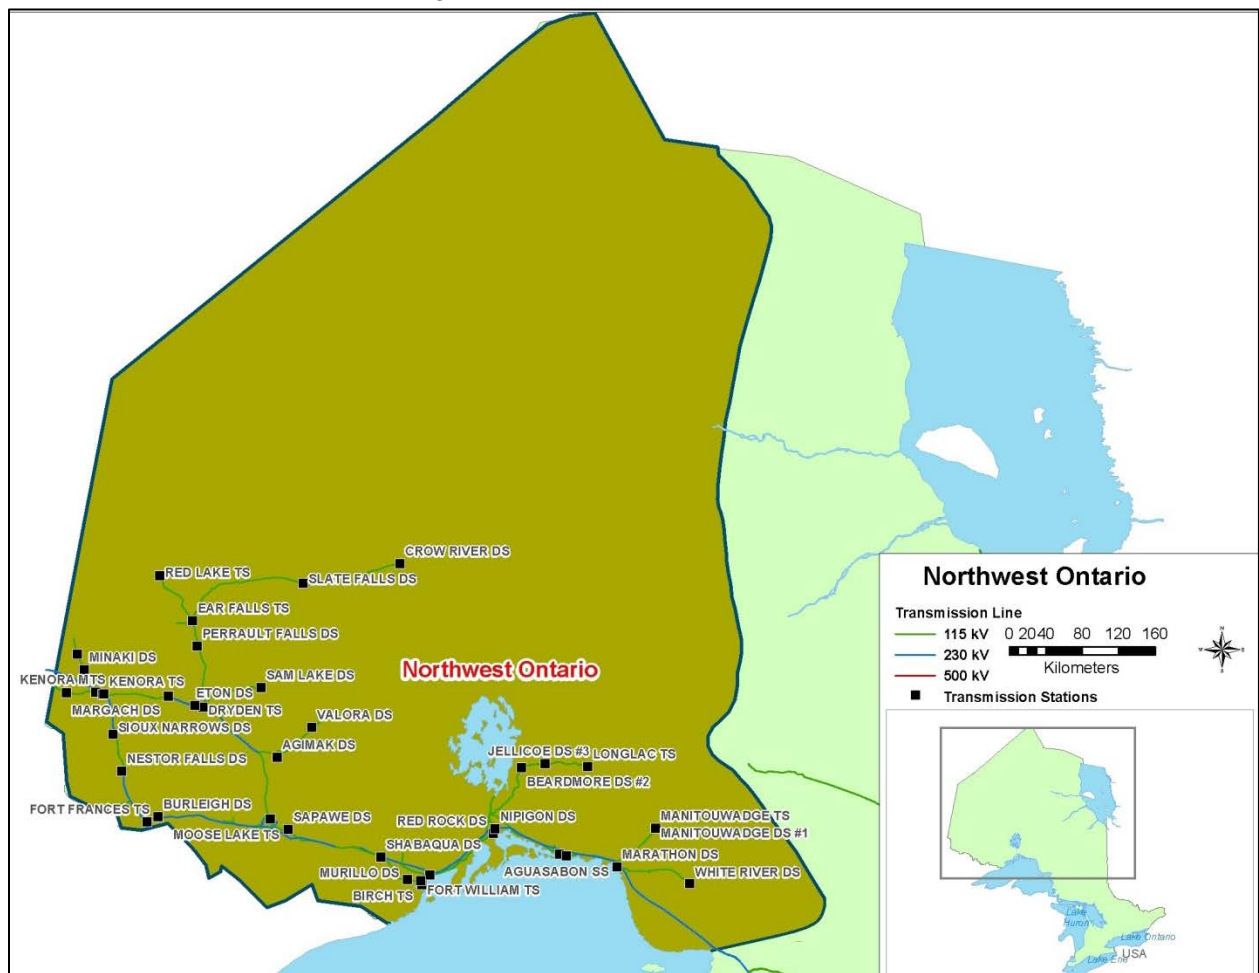 CROW RIVER DS
RED LAKE TS
SLATE FALLS DS
EAR FALLS TS
PERRAULT FALLS DS
MINAKI DS
Northwest Ontario
SAM LAKE DS
KENORA MTS
KENORA TS
ETON DS
MARGACH DS
DRYDEN TS
VALORA DS
SIOUX NARROWS DS
AGIMAK DS
JELLICOE DS #3
LONGLAC TS
NESTOR FALLS DS
BEARDMORE DS #2
FORT FRANCES TS
BURLEIGH DS
SAPAWE DS
RED ROCK DS
NIPIGON DS
MANITOUWADGE TS
MOOSE LAKE TS
MANITOUWADGE DS #1
SHABAQUA DS
MARATHON DS
MURILLO DS
AGUASABON SS
WHITE RIVER DS
BIRCH TS
FORT WILLIAM TS
Northwest Ontario
Transmission Line
115 kV
230 kV
500 kV
Transmission Stations
0 20 40 80 120 160
Kilometers
N
W
E
S
Lake
Huron
Lake Ontario
Lake Erie
USA